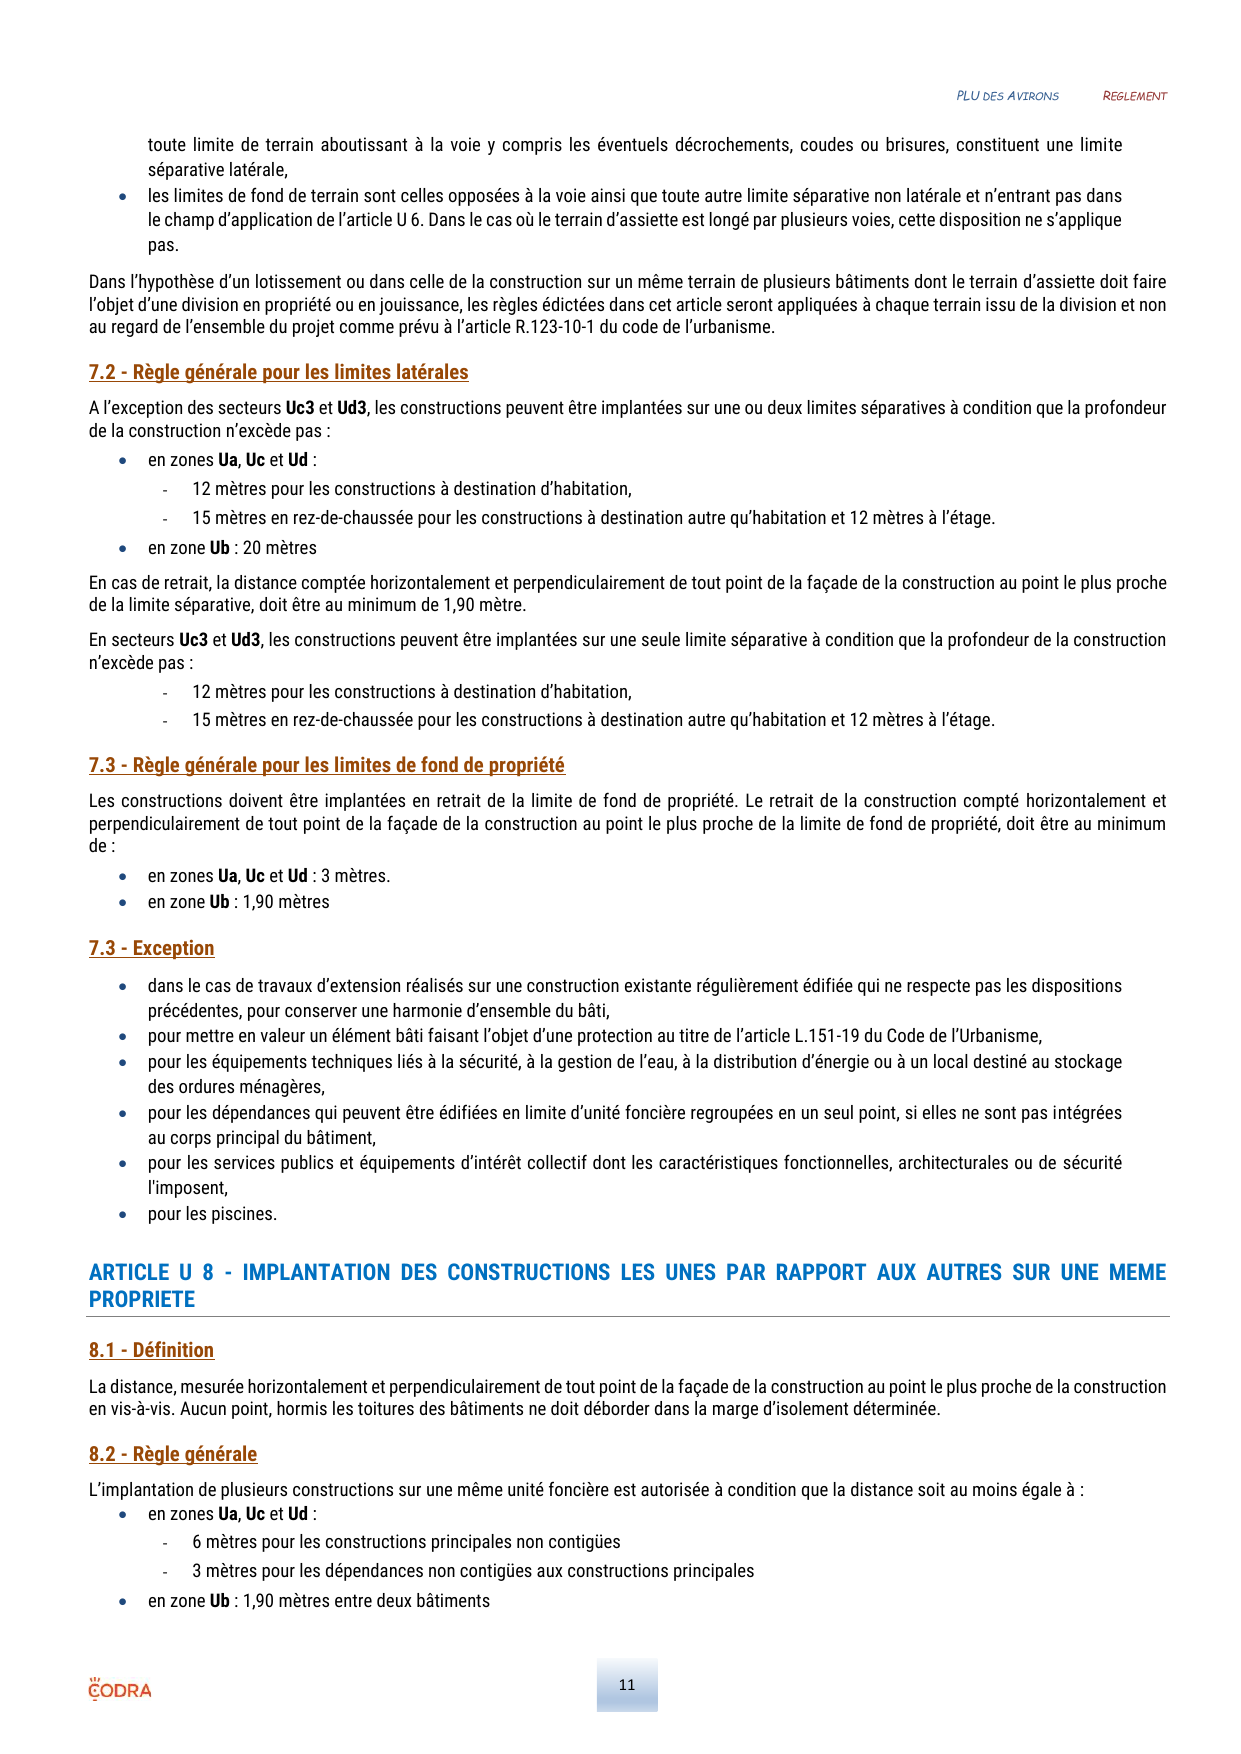 PLU DES AVIRONS REGLEMENT
toute limite de terrain aboutissant à la voie y compris les éventuels décrochements, coudes ou brisures, constituent une limite
séparative latérale,
• les limites de fond de terrain sont celles opposées à la voie ainsi que toute autre limite séparative non latérale et n’entrant pas dans
le champ d’application de l’article U 6. Dans le cas où le terrain d’assiette est longé par plusieurs voies, cette disposition ne s’applique
pas.
Dans l’hypothèse d’un lotissement ou dans celle de la construction sur un même terrain de plusieurs bâtiments dont le terrain d’assiette doit faire
l’objet d’une division en propriété ou en jouissance, les règles édictées dans cet article seront appliquées à chaque terrain issu de la division et non
au regard de l’ensemble du projet comme prévu à l’article R.123-10-1 du code de l’urbanisme.
7.2 - Règle générale pour les limites latérales
A l’exception des secteurs Uc3 et Ud3, les constructions peuvent être implantées sur une ou deux limites séparatives à condition que la profondeur
de la construction n’excède pas :
• en zones Ua, Uc et Ud :
- 12 mètres pour les constructions à destination d’habitation,
- 15 mètres en rez-de-chaussée pour les constructions à destination autre qu’habitation et 12 mètres à l’étage.
• en zone Ub : 20 mètres
En cas de retrait, la distance comptée horizontalement et perpendiculairement de tout point de la façade de la construction au point le plus proche
de la limite séparative, doit être au minimum de 1,90 mètre.
En secteurs Uc3 et Ud3, les constructions peuvent être implantées sur une seule limite séparative à condition que la profondeur de la construction
n’excède pas :
- 12 mètres pour les constructions à destination d’habitation,
- 15 mètres en rez-de-chaussée pour les constructions à destination autre qu’habitation et 12 mètres à l’étage.
7.3 - Règle générale pour les limites de fond de propriété
Les constructions doivent être implantées en retrait de la limite de fond de propriété. Le retrait de la construction compté horizontalement et
perpendiculairement de tout point de la façade de la construction au point le plus proche de la limite de fond de propriété, doit être au minimum
de :
• en zones Ua, Uc et Ud : 3 mètres.
• en zone Ub : 1,90 mètres
7.3 - Exception
• dans le cas de travaux d’extension réalisés sur une construction existante régulièrement édifiée qui ne respecte pas les dispositions
précédentes, pour conserver une harmonie d’ensemble du bâti,
• pour mettre en valeur un élément bâti faisant l’objet d’une protection au titre de l’article L.151-19 du Code de l’Urbanisme,
• pour les équipements techniques liés à la sécurité, à la gestion de l’eau, à la distribution d’énergie ou à un local destiné au stockage
des ordures ménagères,
• pour les dépendances qui peuvent être édifiées en limite d’unité foncière regroupées en un seul point, si elles ne sont pas intégrées
au corps principal du bâtiment,
• pour les services publics et équipements d’intérêt collectif dont les caractéristiques fonctionnelles, architecturales ou de sécurité
l'imposent,
• pour les piscines.
ARTICLE U 8 - IMPLANTATION DES CONSTRUCTIONS LES UNES PAR RAPPORT AUX AUTRES SUR UNE MEME
PROPRIETE
8.1 - Définition
La distance, mesurée horizontalement et perpendiculairement de tout point de la façade de la construction au point le plus proche de la construction
en vis-à-vis. Aucun point, hormis les toitures des bâtiments ne doit déborder dans la marge d’isolement déterminée.
8.2 - Règle générale
L’implantation de plusieurs constructions sur une même unité foncière est autorisée à condition que la distance soit au moins égale à :
• en zones Ua, Uc et Ud :
- 6 mètres pour les constructions principales non contigües
- 3 mètres pour les dépendances non contigües aux constructions principales
• en zone Ub : 1,90 mètres entre deux bâtiments
CODRA
11